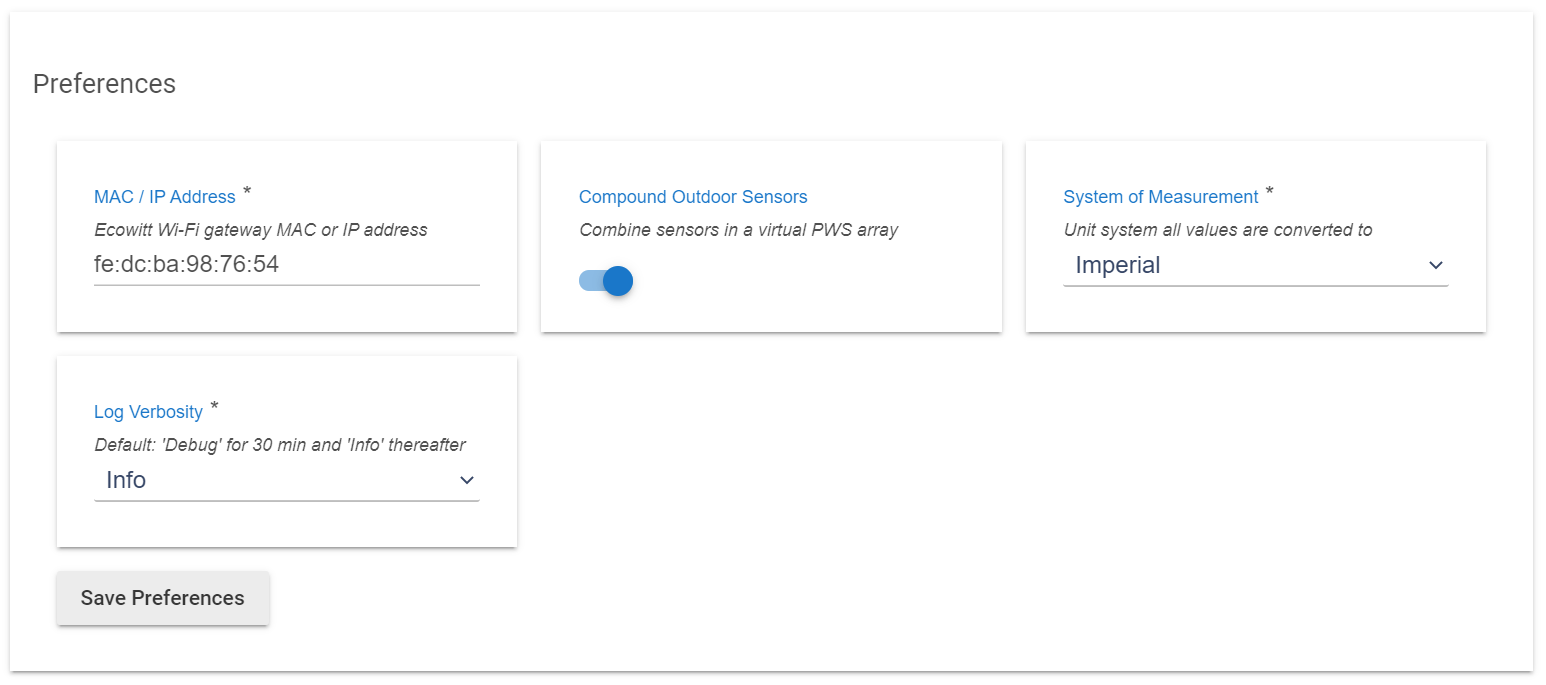 Preferences
MAC / IP Address *
Ecowitt Wi-Fi gateway MAC or IP address
fe:dc:ba:98:76:54
Compound Outdoor Sensors
Combine sensors in a virtual PWS array
System of Measurement *
Unit system all values are converted to
Imperial
Log Verbosity *
Default: 'Debug' for 30 min and 'Info' thereafter
Info
Save Preferences